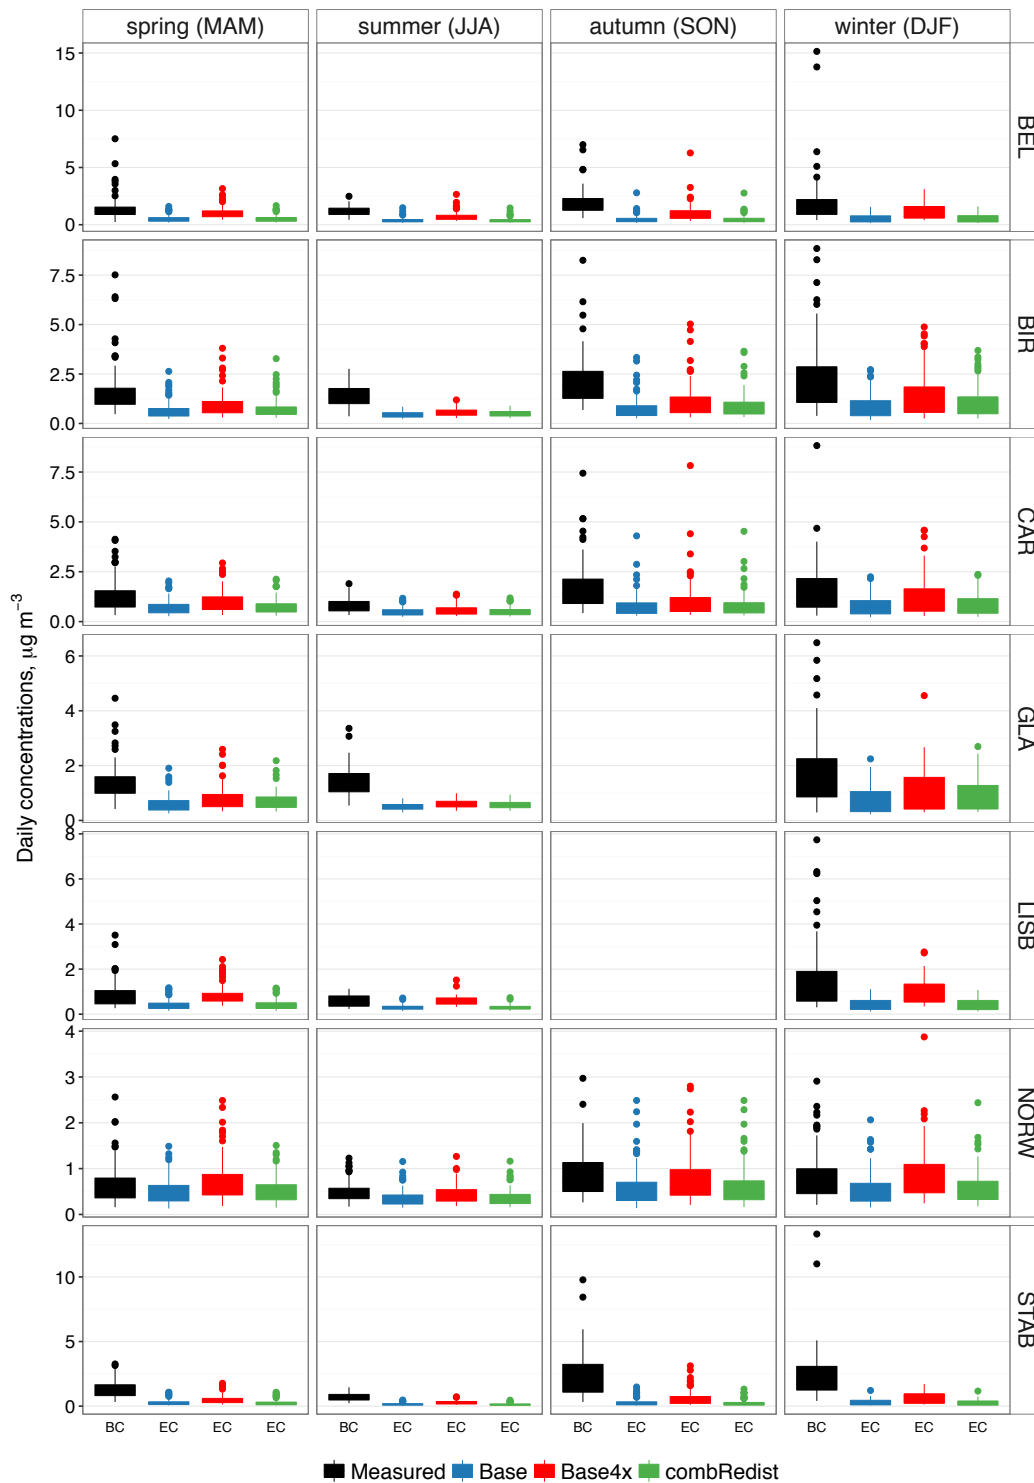 spring (MAM) summer (JJA) autumn (SON) winter (DJF)
Daily concentrations, μg m⁻³
15
10
5
0
BEL
7.5
5.0
2.5
0.0
BIR
7.5
5.0
2.5
0.0
CAR
6
4
2
0
GLA
8
6
4
2
0
LISB
4
3
2
1
0
NORW
10
5
0
STAB
BC EC EC EC BC EC EC EC BC EC EC EC BC EC EC EC
Measured Base Base4x combRedist